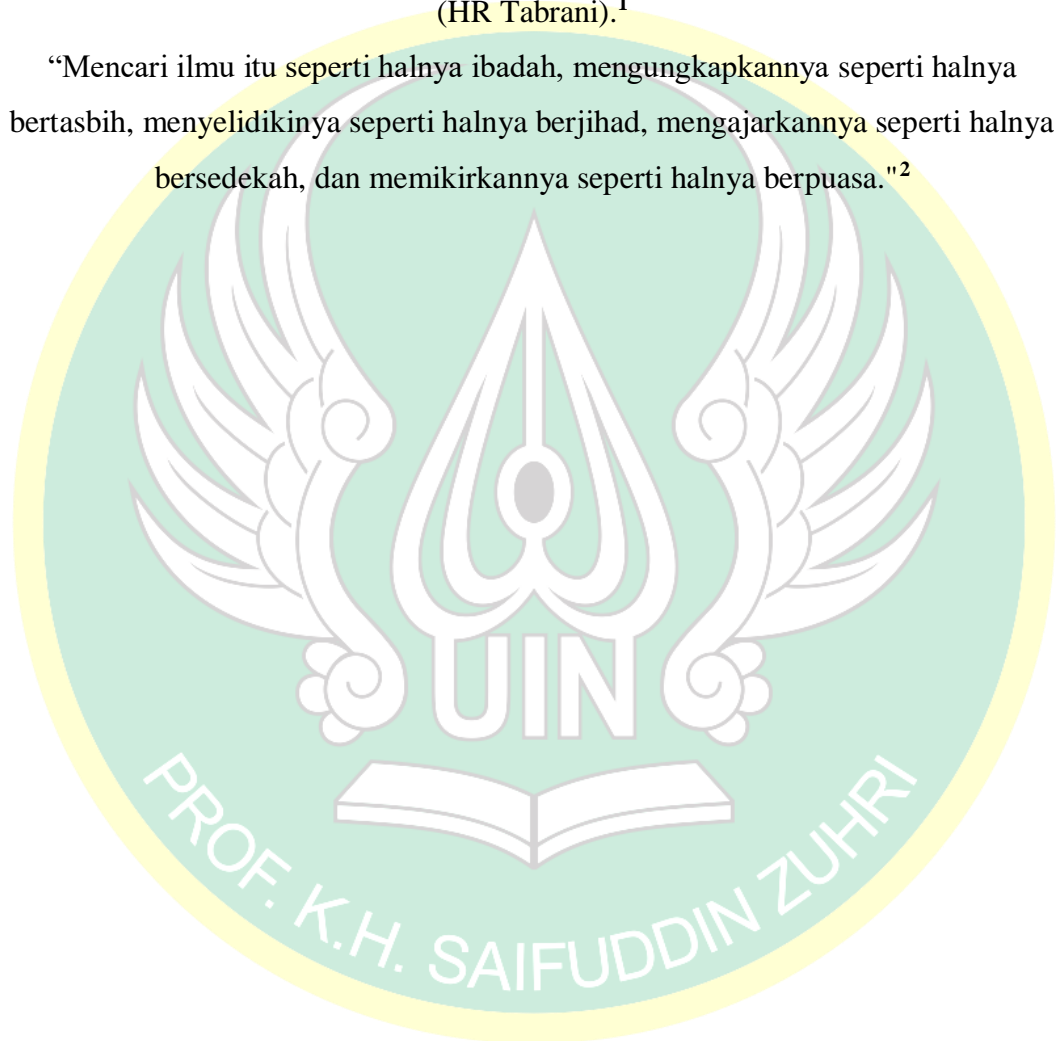 (HR Tabrani).¹
“Mencari ilmu itu seperti halnya ibadah, mengungkapkannya seperti halnya
bertasbih, menyelidikinya seperti halnya berjihad, mengajarkannya seperti halnya
bersedekah, dan memikirkannya seperti halnya berpuasa."²
UIN
PROF. K.H. SAIFUDDIN ZUHRI